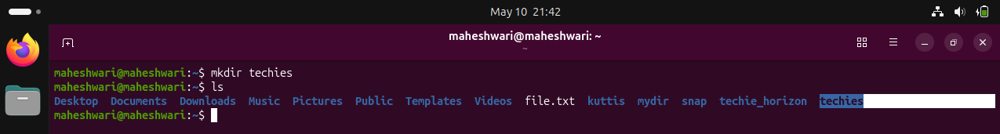 May 10 21:42
maheshwari@maheshwari: ~
~
maheshwari@maheshwari:~$ mkdir techies
maheshwari@maheshwari:~$ ls
Desktop Documents Downloads Music Pictures Public Templates Videos file.txt kuttis mydir snap techie_horizon techies
maheshwari@maheshwari:~$